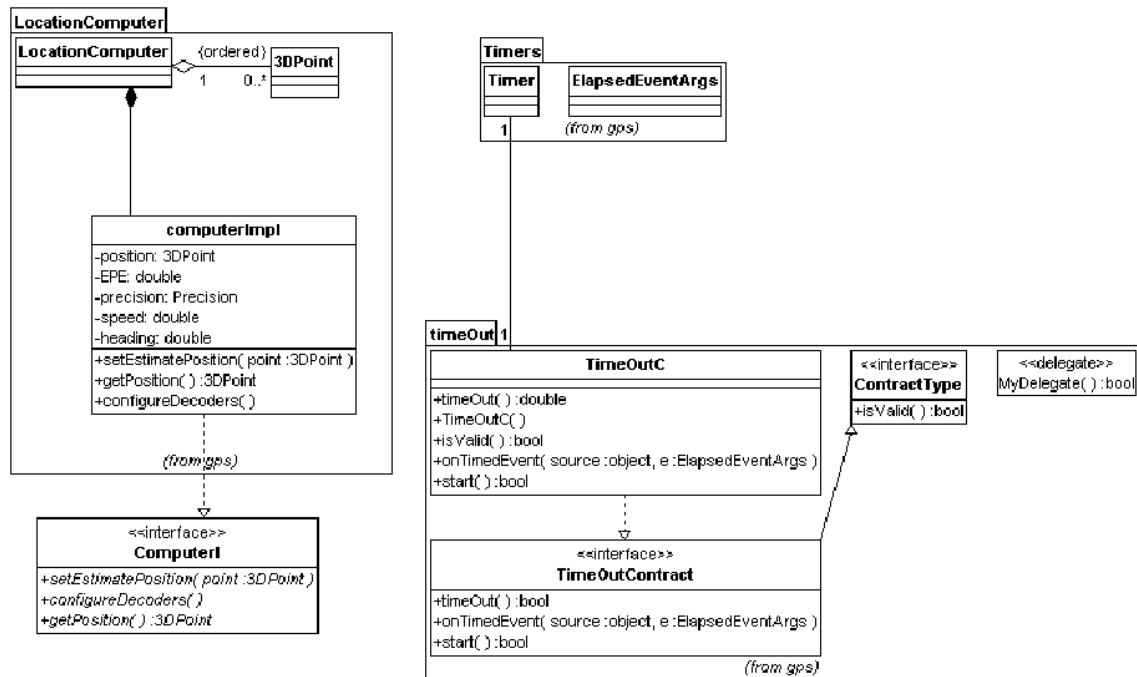 LocationComputer
LocationComputer
{ordered}
3DPoint
1
0..*
computerImpl
-position: 3DPoint
-EPE: double
-precision: Precision
-speed: double
-heading: double
+setEstimatePosition( point :3DPoint )
+getPosition( ) :3DPoint
+configureDecoders( )
(from gps)
<<interface>>
ComputerI
+setEstimatePosition( point :3DPoint )
+configureDecoders( )
+getPosition( ) :3DPoint
Timers
Timer
ElapsedEventArgs
1
(from gps)
timeOut
1
TimeOutC
+timeOut( ) :double
+TimeOutC( )
+isValid( ) :bool
+onTimedEvent( source :object, e :ElapsedEventArgs )
+start( ) :bool
<<interface>>
ContractType
+isValid( ) :bool
<<delegate>>
MyDelegate( ) :bool
<<interface>>
TimeOutContract
+timeOut( ) :bool
+onTimedEvent( source :object, e :ElapsedEventArgs )
+start( ) :bool
(from gps)